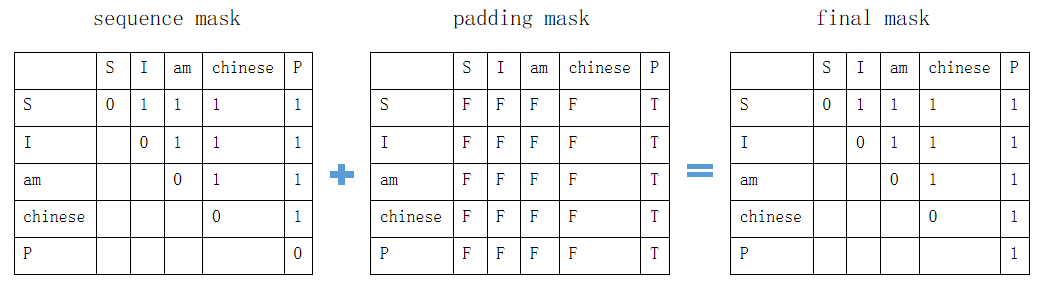 sequence mask padding mask final mask
S I am chinese P S I am chinese P S I am chinese P
S 0 1 1 1 1 S F F F F T S 0 1 1 1 1
I 0 1 1 1 I F F F F T I 0 1 1 1
am 0 1 1 am F F F F T am 0 1 1
chinese 0 1 chinese F F F F T chinese 0 1
P 0 P F F F F T P 1